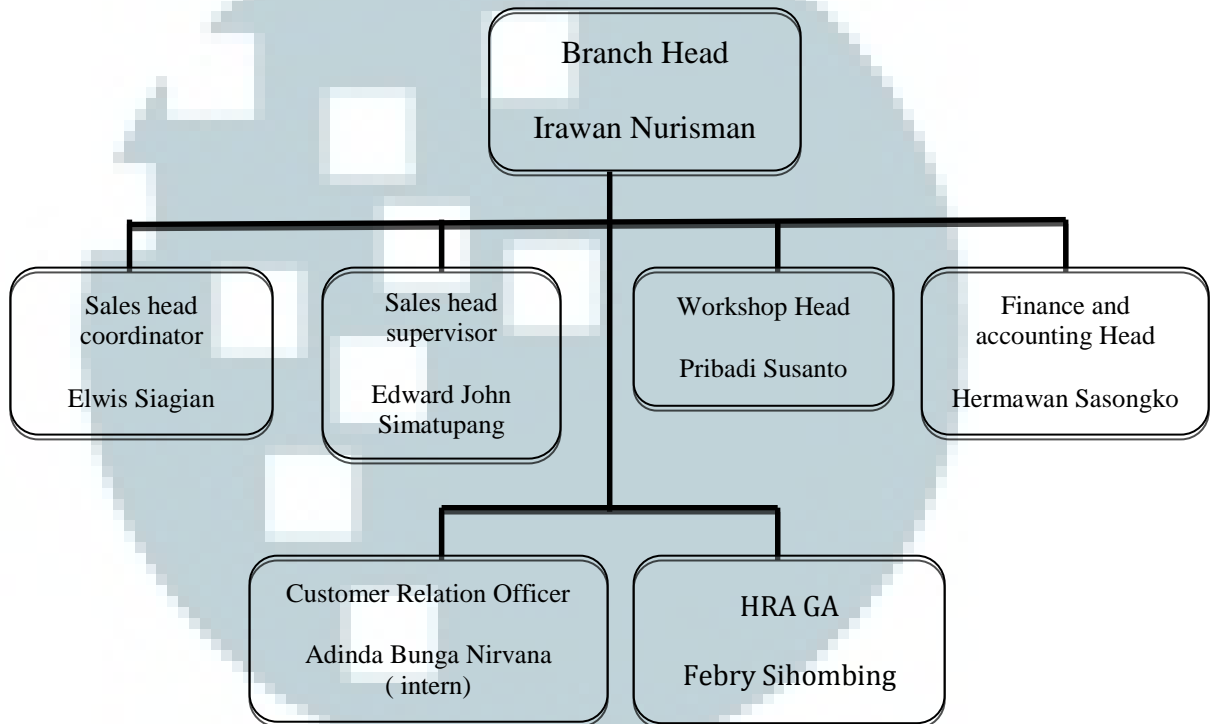 Branch Head
Irawan Nurisman
Sales head
coordinator
Elwis Siagian
Sales head
supervisor
Edward John
Simatupang
Workshop Head
Pribadi Susanto
Finance and
accounting Head
Hermawan Sasongko
Customer Relation Officer
Adinda Bunga Nirvana
( intern)
HRA GA
Febry Sihombing